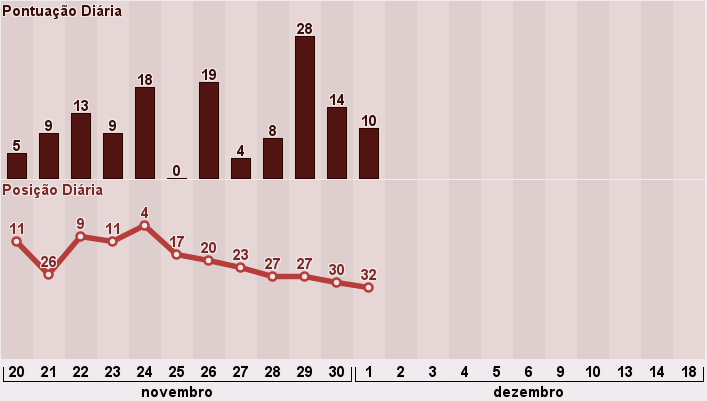 Pontuação Diária
5 9 13 9 18 0 19 4 8 28 14 10
Posição Diária
11 26 9 11 4 17 20 23 27 27 30 32
20 21 22 23 24 25 26 27 28 29 30 1 2 3 4 5 6 9 10 13 14 18
novembro dezembro